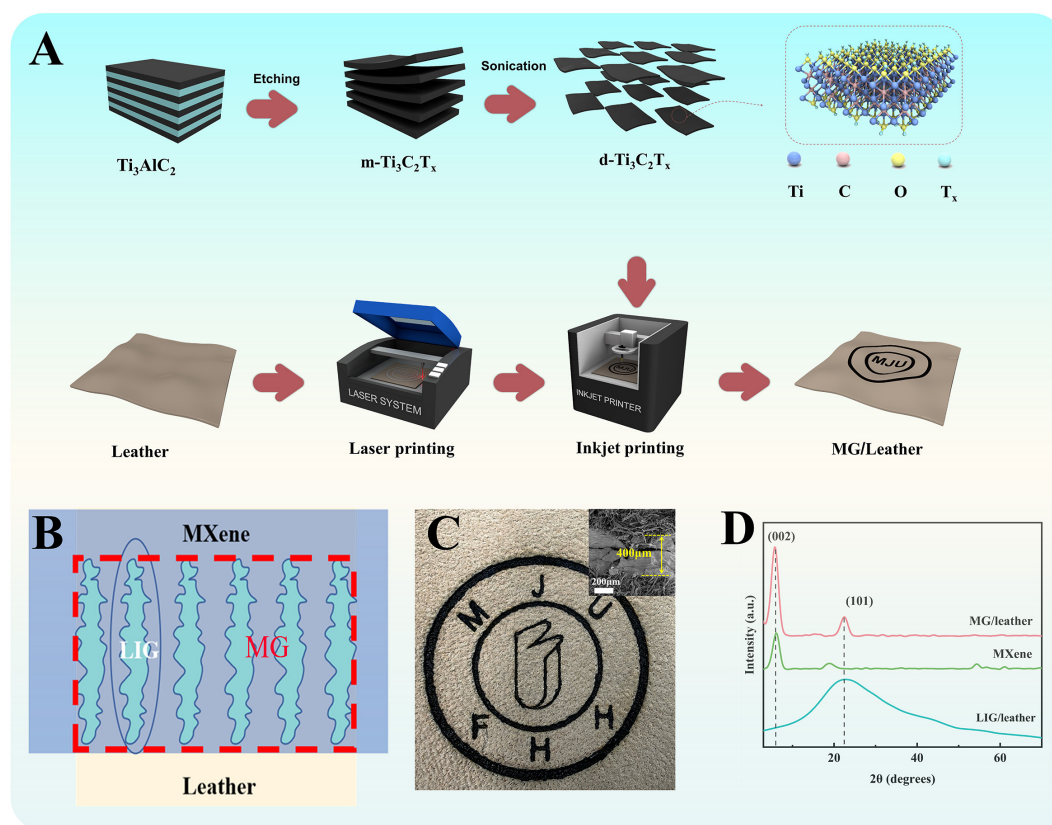 A
Etching
Sonication
Ti₃AlC₂
m-Ti₃C₂Tₓ
d-Ti₃C₂Tₓ
Ti C O Tₓ
LASER SYSTEM
INKJET PRINTER
MJU
Leather
Laser printing
Inkjet printing
MG/Leather
B
MXene
LIG
MG
Leather
C
400μm
200μm
M J U
F H H
D
(002)
(101)
MG/leather
MXene
LIG/leather
Intensity (a.u.)
20 40 60
2θ (degrees)